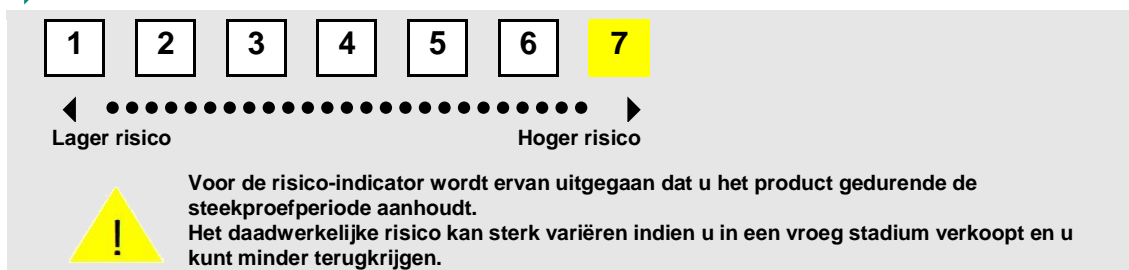 1 2 3 4 5 6 7
Lager risico Hoger risico
Voor de risico-indicator wordt ervan uitgegaan dat u het product gedurende de
steekproefperiode aanhoudt.
Het daadwerkelijke risico kan sterk variëren indien u in een vroeg stadium verkoopt en u
kunt minder terugkrijgen.
!